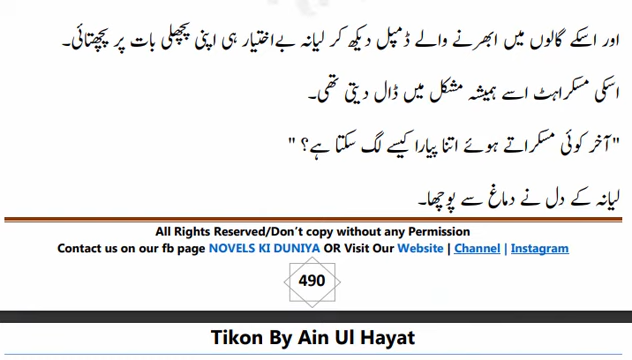 اور اسکے گالوں میں ابھرنے والے ڈمپل دیکھ کر لیانہ بےاختیار ہی اپنی پچھلی بات پر پچھتائی۔
اسکی مسکراہٹ اسے ہمیشہ مشکل میں ڈال دیتی تھی۔
"آخر کوئی مسکراتے ہوئے اتنا پیارا کیسے لگ سکتا ہے؟ "
لیانہ کے دل نے دماغ سے پوچھا۔
All Rights Reserved/Don't copy without any Permission
Contact us on our fb page NOVELS KI DUNIYA OR Visit Our Website | Channel | Instagram
490
Tikon By Ain Ul Hayat